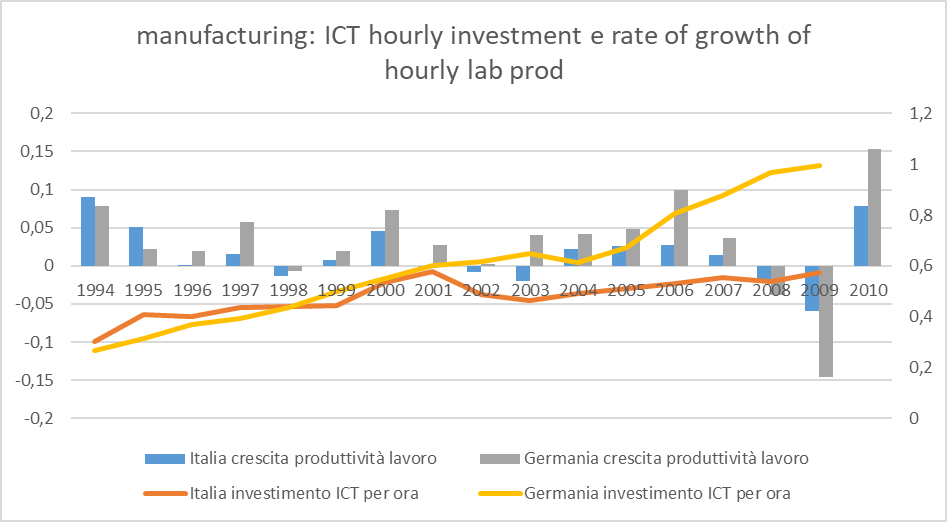 manufacturing: ICT hourly investment e rate of growth of
hourly lab prod
0,2 1,2
0,15 1
0,1 0,8
0,05
0 0,6
1994 1995 1996 1997 1998 1999 2000 2001 2002 2003 2004 2005 2006 2007 2008 2009 2010
-0,05
-0,1 0,4
-0,15 0,2
-0,2 0
Italia crescita produttività lavoro Germania crescita produttività lavoro
Italia investimento ICT per ora Germania investimento ICT per ora